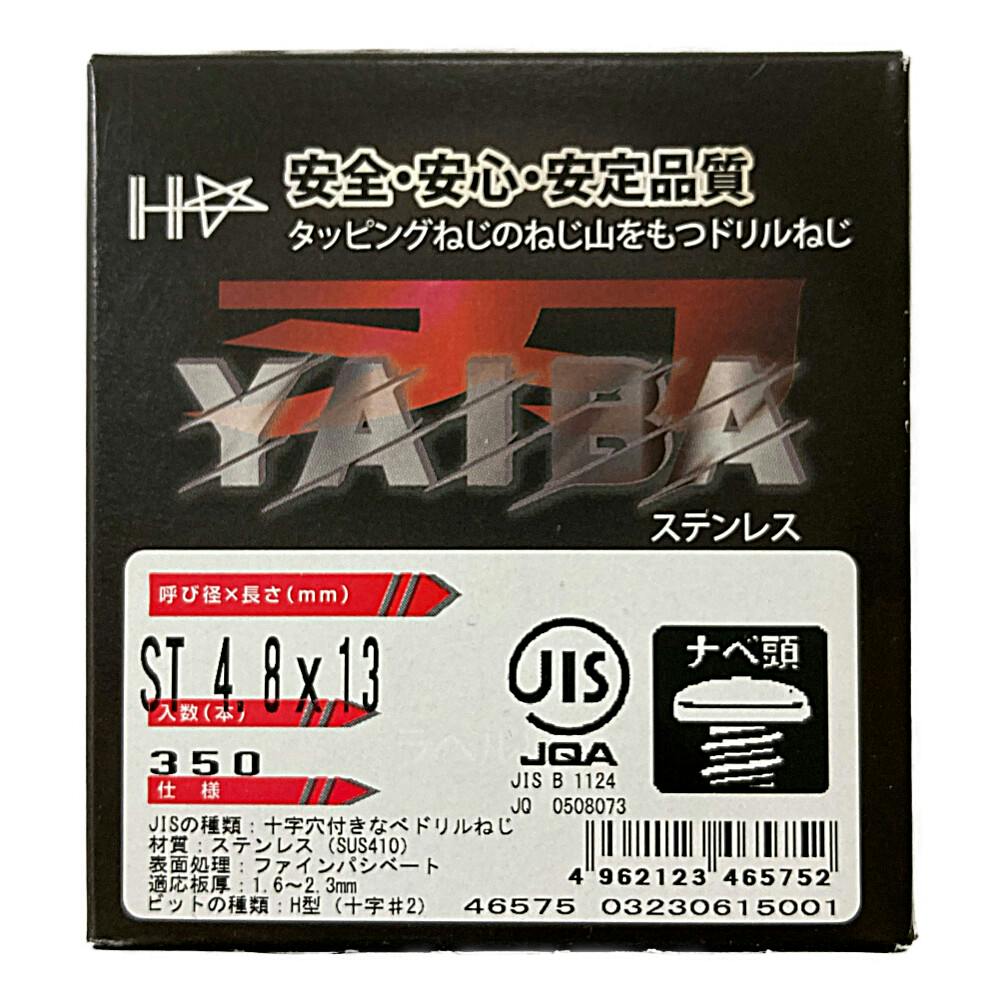 安全・安心・安定品質
タッピングねじのねじ山をもつドリルねじ
刃
YAIBA
ステンレス
呼び径×長さ(mm)
ST 4.8x13
入数(本)
350
仕様
JISの種類：十字穴付きなべドリルねじ
材質：ステンレス (SUS410)
表面処理：ファインパシベート
適応板厚：1.6～2.3mm
ビットの種類：H型 (十字#2)
JIS
JQA
JIS B 1124
JQ 0508073
ナベ頭
4 962123 465752
46575 03230615001